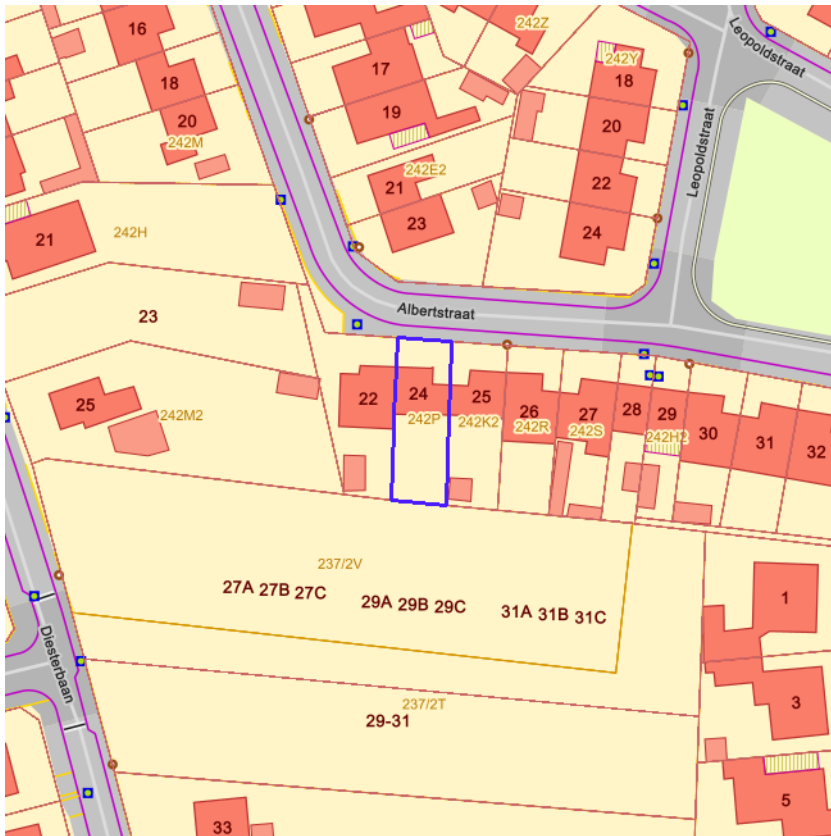 16
242Z
Leopoldstraat
17
242Y
18
18
19
20
20
242M
Leopoldstraat
242E2
21
22
23
21
242H
24
23
Albertstraat
25
242M2
22
24
25
242P
242K2
26
242R
27
242S
28
29
242H2
30
31
32
237/2V
27A 27B 27C
29A 29B 29C
31A 31B 31C
1
Diesterbaan
3
237/2T
29-31
5
33